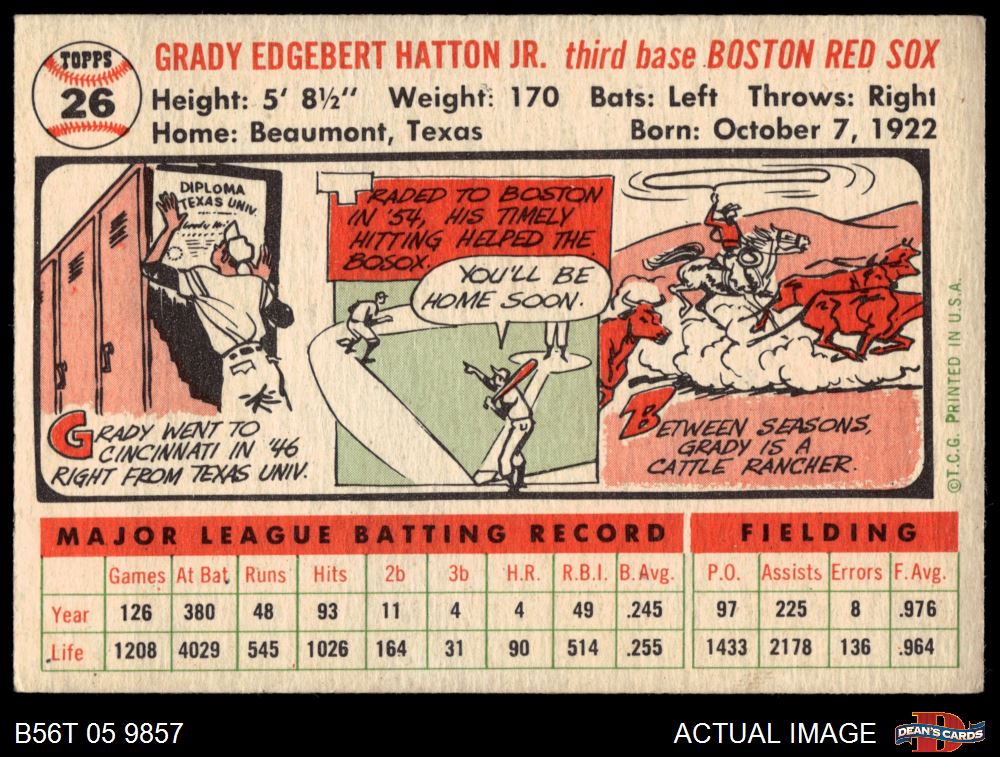 TOPPS
26
GRADY EDGEBERT HATTON JR. third base BOSTON RED SOX
Height: 5' 8½" Weight: 170 Bats: Left Throws: Right
Home: Beaumont, Texas Born: October 7, 1922
DIPLOMA
TEXAS UNIV.
GRADY WENT TO
CINCINNATI IN '46
RIGHT FROM TEXAS UNIV.
TRADED TO BOSTON
IN '54, HIS TIMELY
HITTING HELPED THE
BOSOX.
YOU'LL BE
HOME SOON.
BETWEEN SEASONS,
GRADY IS A
CATTLE RANCHER.
©T.C.G. PRINTED IN U.S.A.
MAJOR LEAGUE BATTING RECORD FIELDING
Games At Bat Runs Hits 2b 3b H.R. R.B.I. B. Avg. P.O. Assists Errors F. Avg.
Year 126 380 48 93 11 4 4 49 .245 97 225 8 .976
Life 1208 4029 545 1026 164 31 90 514 .255 1433 2178 136 .964
B56T 05 9857 ACTUAL IMAGE DEAN'S CARDS